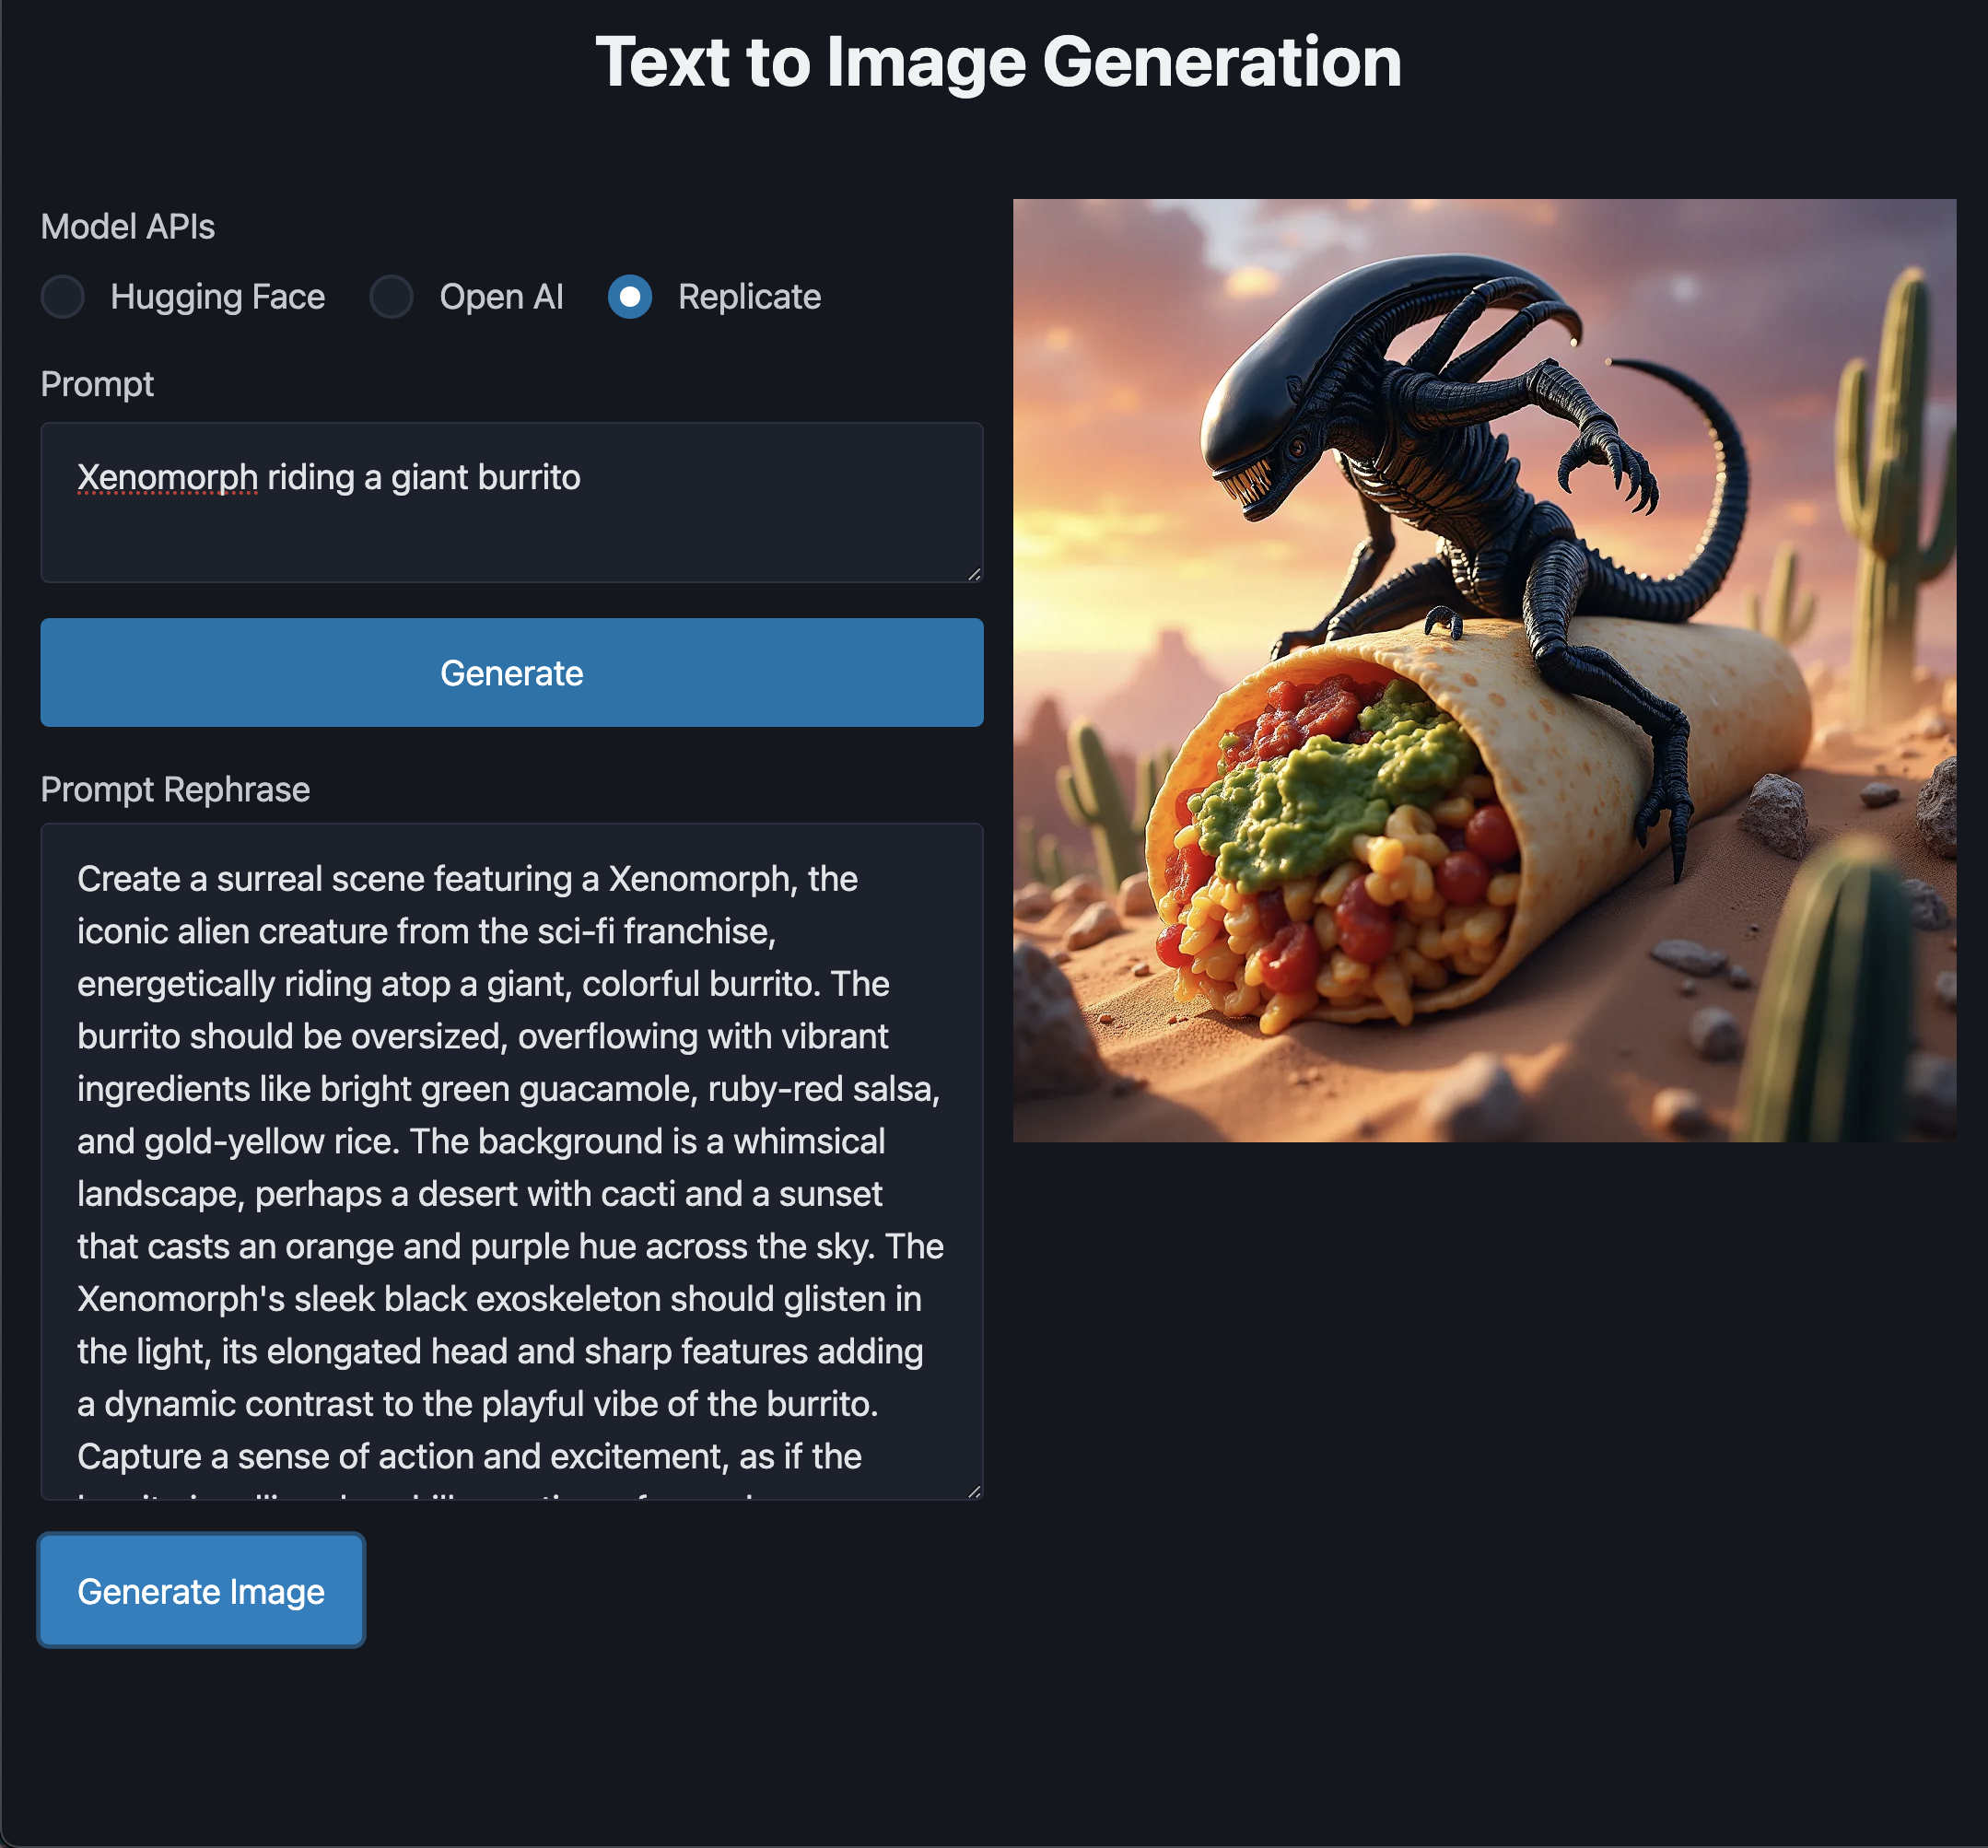 Text to Image Generation
Model APIs
Hugging Face Open AI Replicate
Prompt
Xenomorph riding a giant burrito
Generate
Prompt Rephrase
Create a surreal scene featuring a Xenomorph, the
iconic alien creature from the sci-fi franchise,
energetically riding atop a giant, colorful burrito. The
burrito should be oversized, overflowing with vibrant
ingredients like bright green guacamole, ruby-red salsa,
and gold-yellow rice. The background is a whimsical
landscape, perhaps a desert with cacti and a sunset
that casts an orange and purple hue across the sky. The
Xenomorph's sleek black exoskeleton should glisten in
the light, its elongated head and sharp features adding
a dynamic contrast to the playful vibe of the burrito.
Capture a sense of action and excitement, as if the
Generate Image